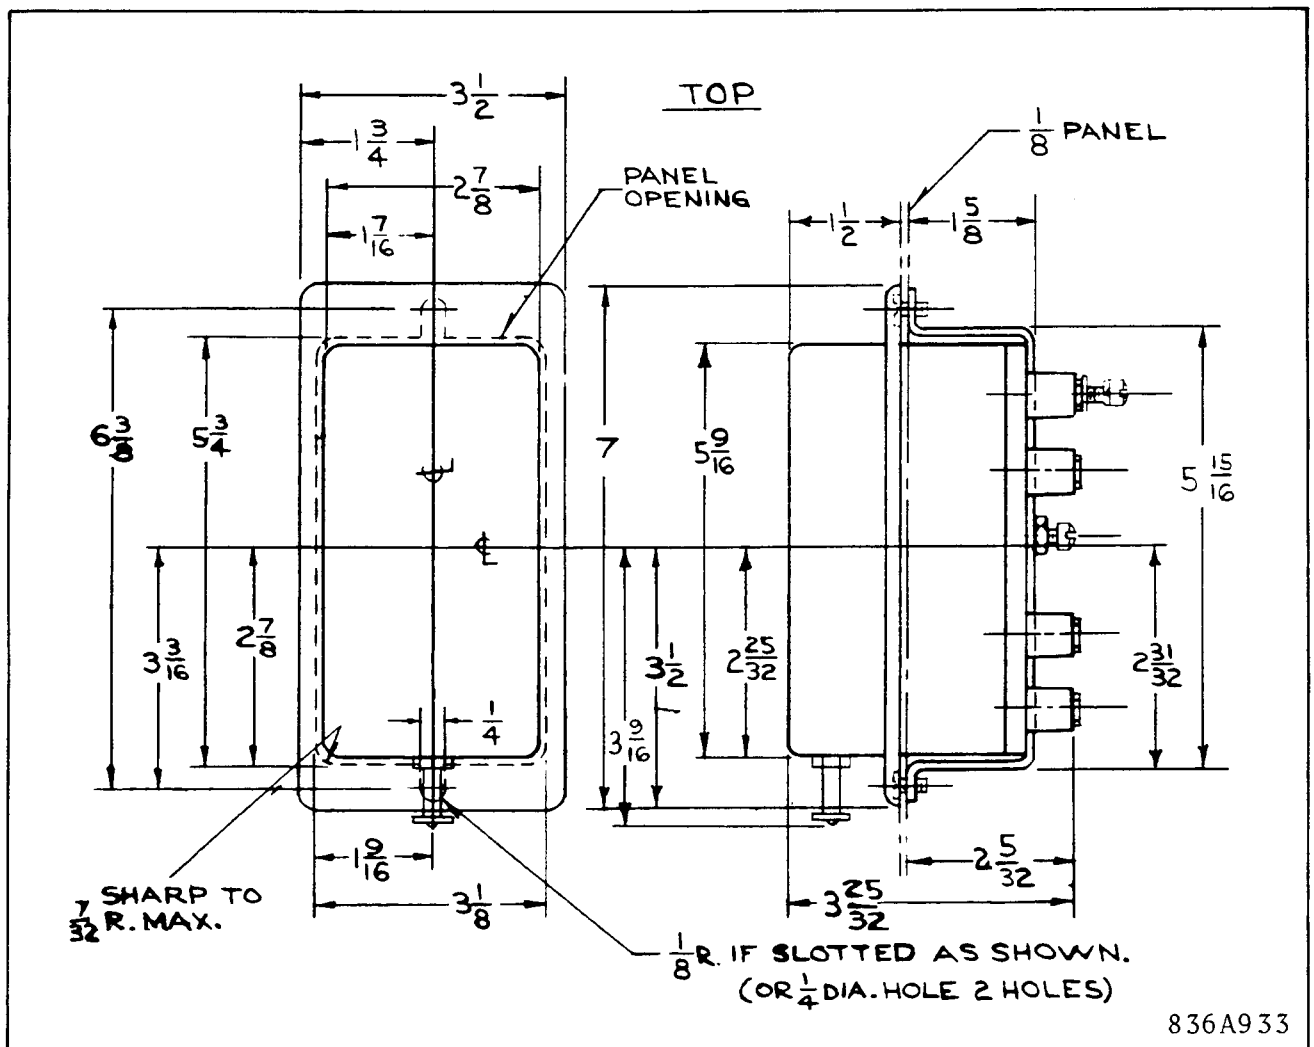 3 1/2
TOP
1 3/4
1/8 PANEL
2 7/8
PANEL
OPENING
1 7/16
1 1/2
1 5/8
6 3/8
5 3/4
7
5 9/16
5 15/16
3 3/16
2 7/8
3 1/2
2 25/32
2 31/32
1/4
3 9/16
1 9/16
2 5/32
SHARP TO
7/32 R. MAX.
3 1/8
3 25/32
1/8 R. IF SLOTTED AS SHOWN.
(OR 1/4 DIA. HOLE 2 HOLES)
836A933